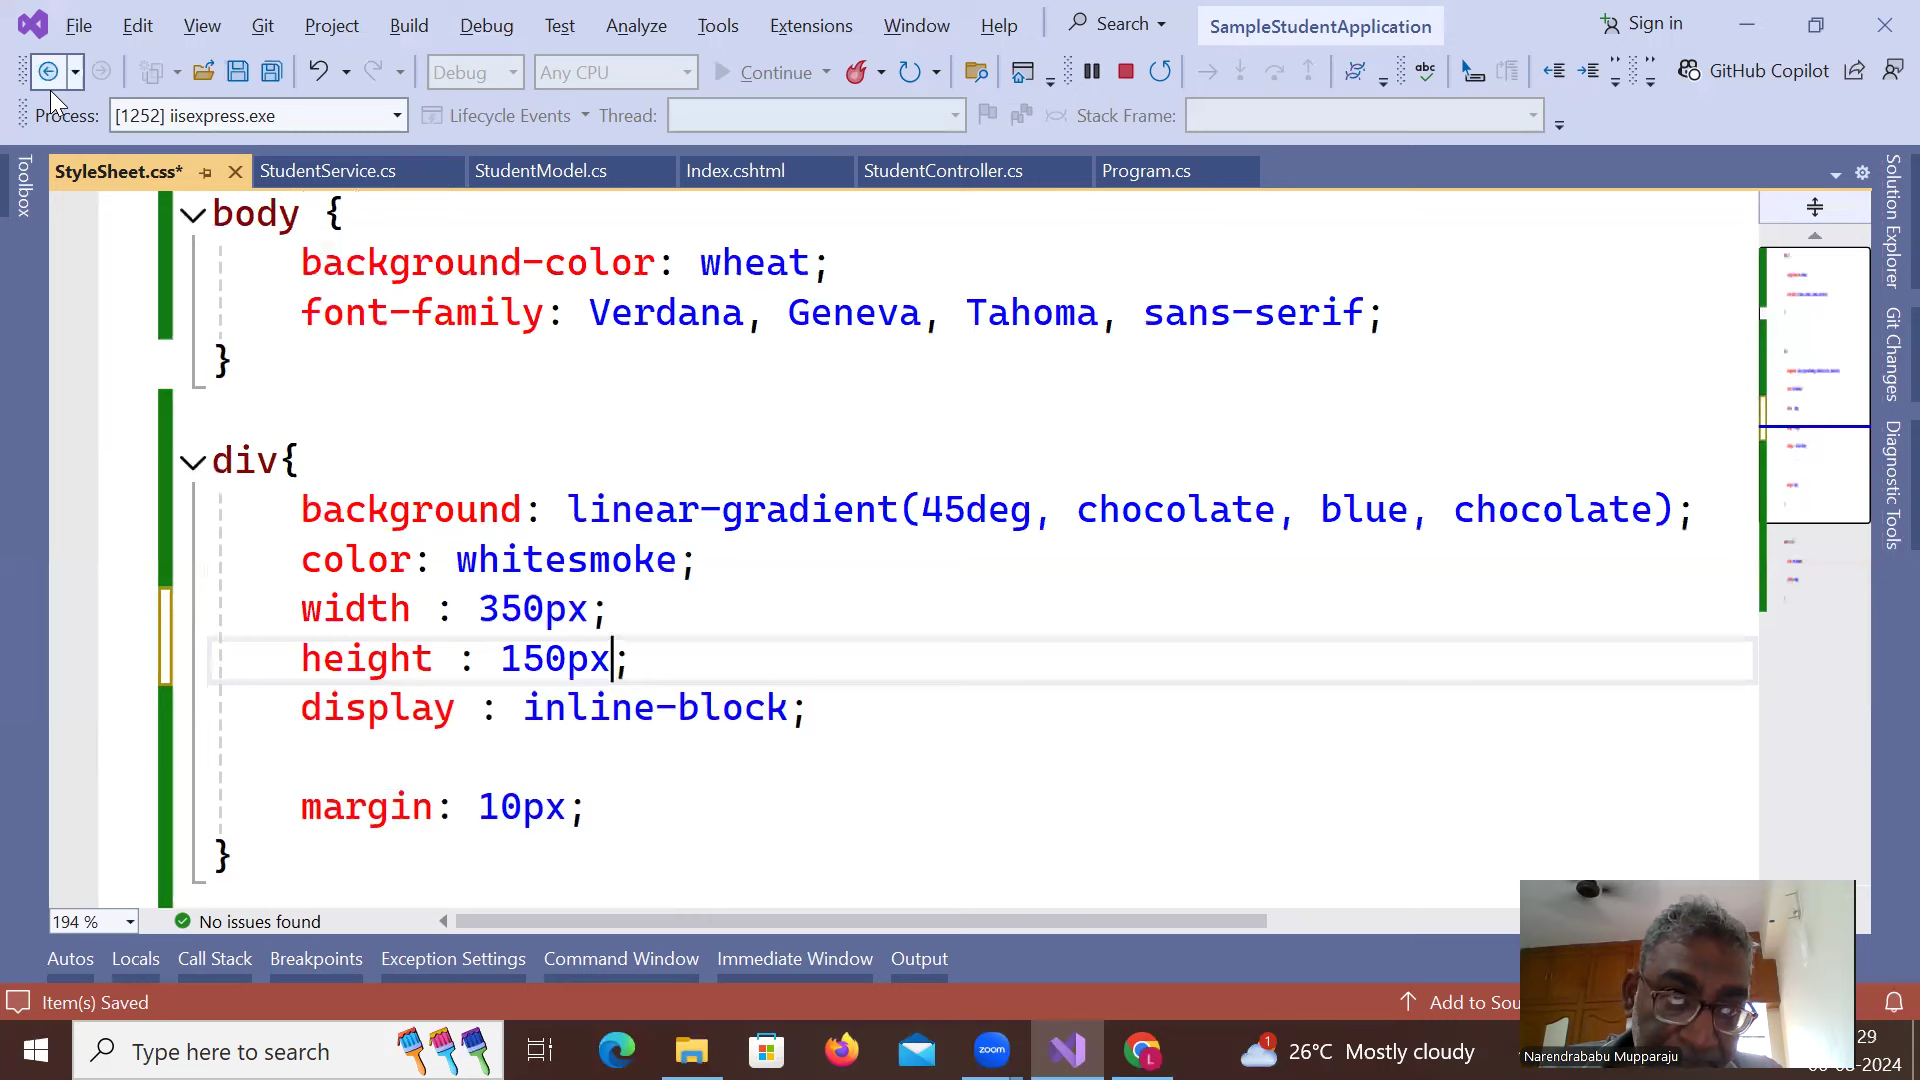 File Edit View Git Project Build Debug Test Analyze Tools Extensions Window Help Search SampleStudentApplication Sign in
Debug Any CPU Continue abc GitHub Copilot
Process: [1252] iisexpress.exe Lifecycle Events Thread: Stack Frame:
Toolbox
StyleSheet.css* StudentService.cs StudentModel.cs Index.cshtml StudentController.cs Program.cs
body {
background-color: wheat;
font-family: Verdana, Geneva, Tahoma, sans-serif;
}
div{
background: linear-gradient(45deg, chocolate, blue, chocolate);
color: whitesmoke;
width : 350px;
height : 150px;
display : inline-block;
margin: 10px;
}
Solution Explorer
Git Changes
Diagnostic Tools
194 % No issues found
Autos Locals Call Stack Breakpoints Exception Settings Command Window Immediate Window Output
Item(s) Saved Add to Sou
Type here to search zoom L 1 26°C Mostly cloudy
Narendrababu Mupparaju